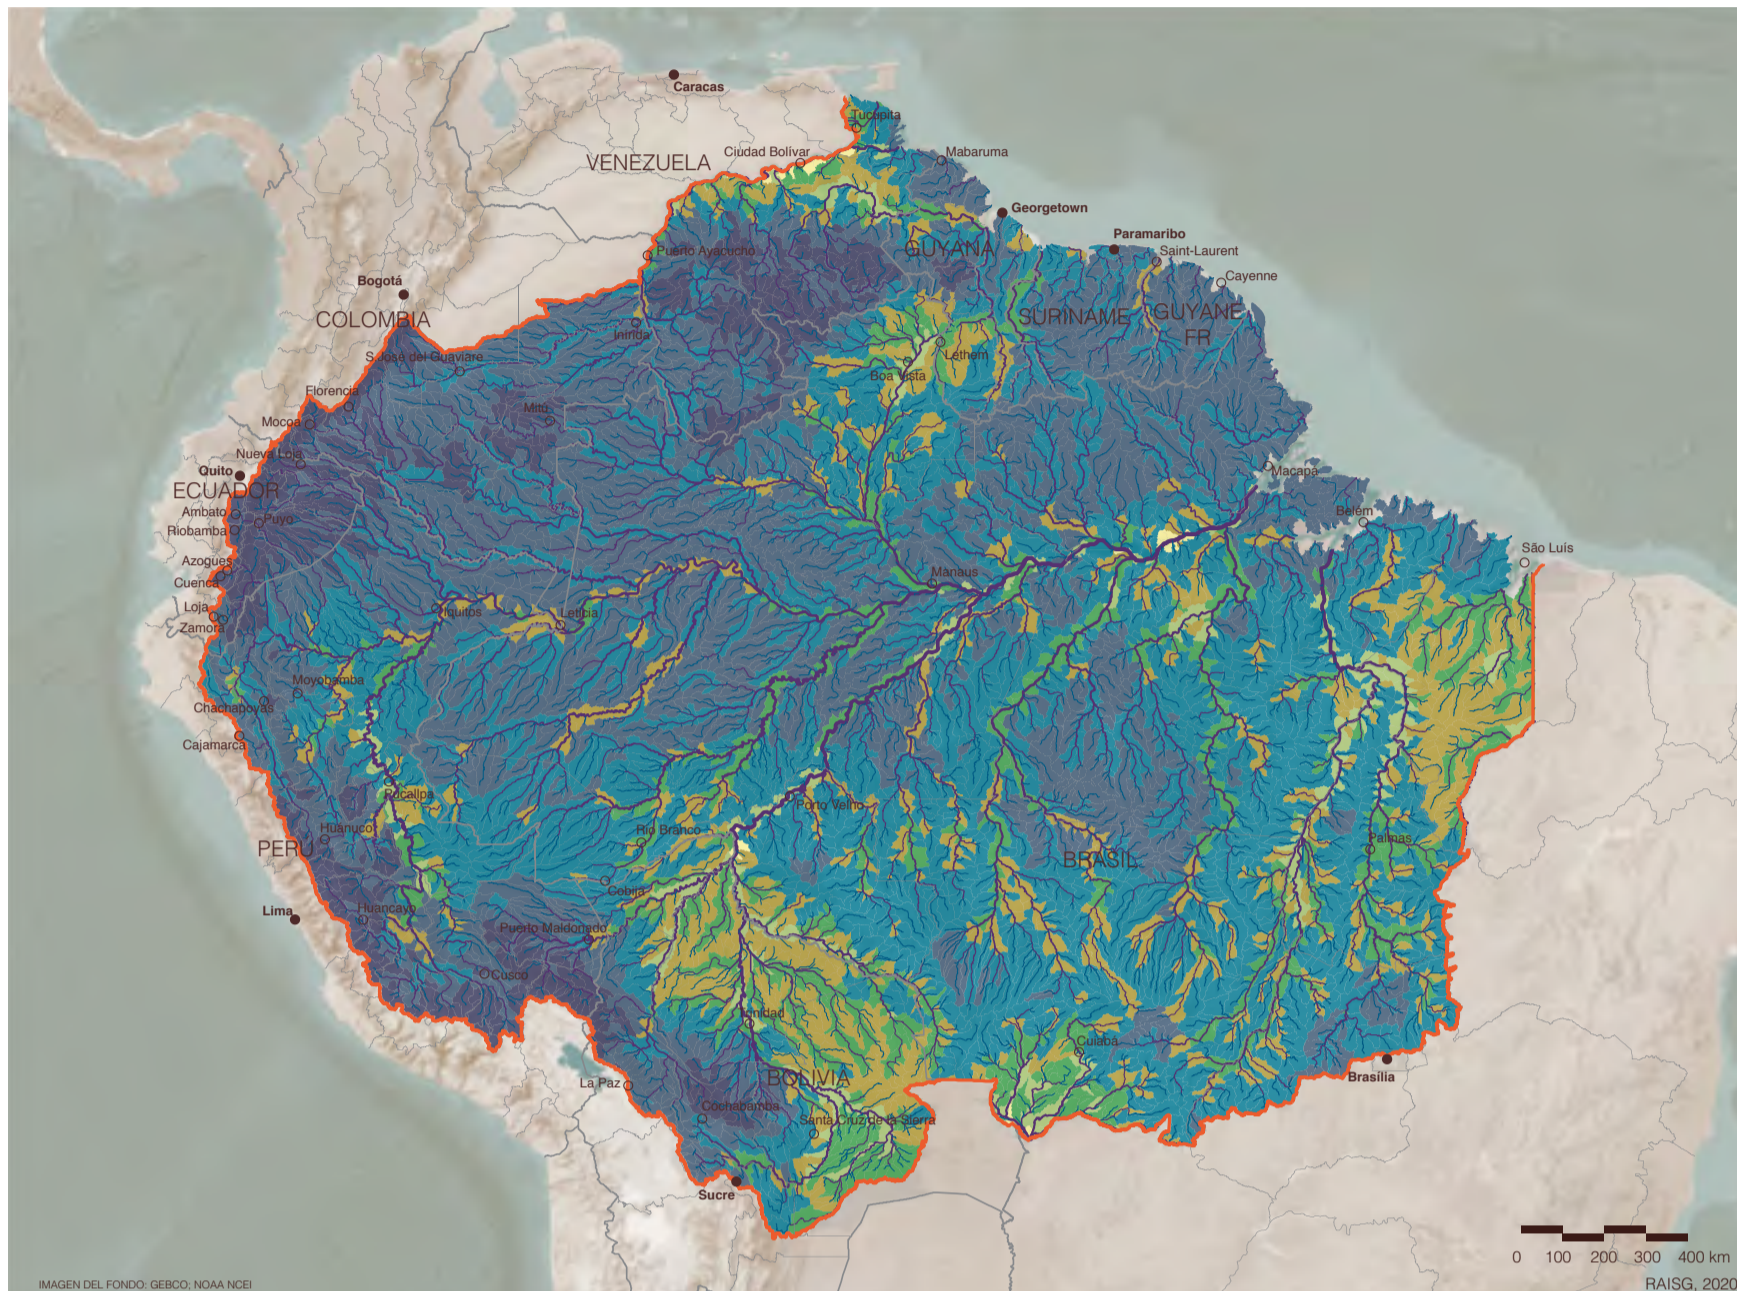 Caracas
Tucupita
VENEZUELA
Ciudad Bolívar
Mabaruma
Georgetown
GUYANA
Paramaribo
Saint-Laurent
Puerto Ayacucho
Cayenne
Bogotá
COLOMBIA
SURINAME
GUYANE
FR
Inirida
S.José del Guaviare
Lethem
Boa Vista
Florencia
Mitú
Mocoa
Nueva Loja
Quito
ECUADOR
Macapá
Ambato
Puyo
Riobamba
Belém
São Luís
Azogues
Cuenca
Manaus
Loja
Zamora
Iquitos
Leticia
Moyobamba
Chachapoyas
Cajamarca
Pucallpa
Porto Velho
Huanuco
Rio Branco
PERÚ
BRASIL
Palmas
Cobija
Lima
Huancayo
Puerto Maldonado
Cusco
Trinidad
Cuiabá
BOLIVIA
Brasília
La Paz
Cochabamba
Santa Cruz de la Sierra
Sucre
0 100 200 300 400 km
IMAGEN DEL FONDO: GEBCO; NOAA NCEI
RAISG, 2020